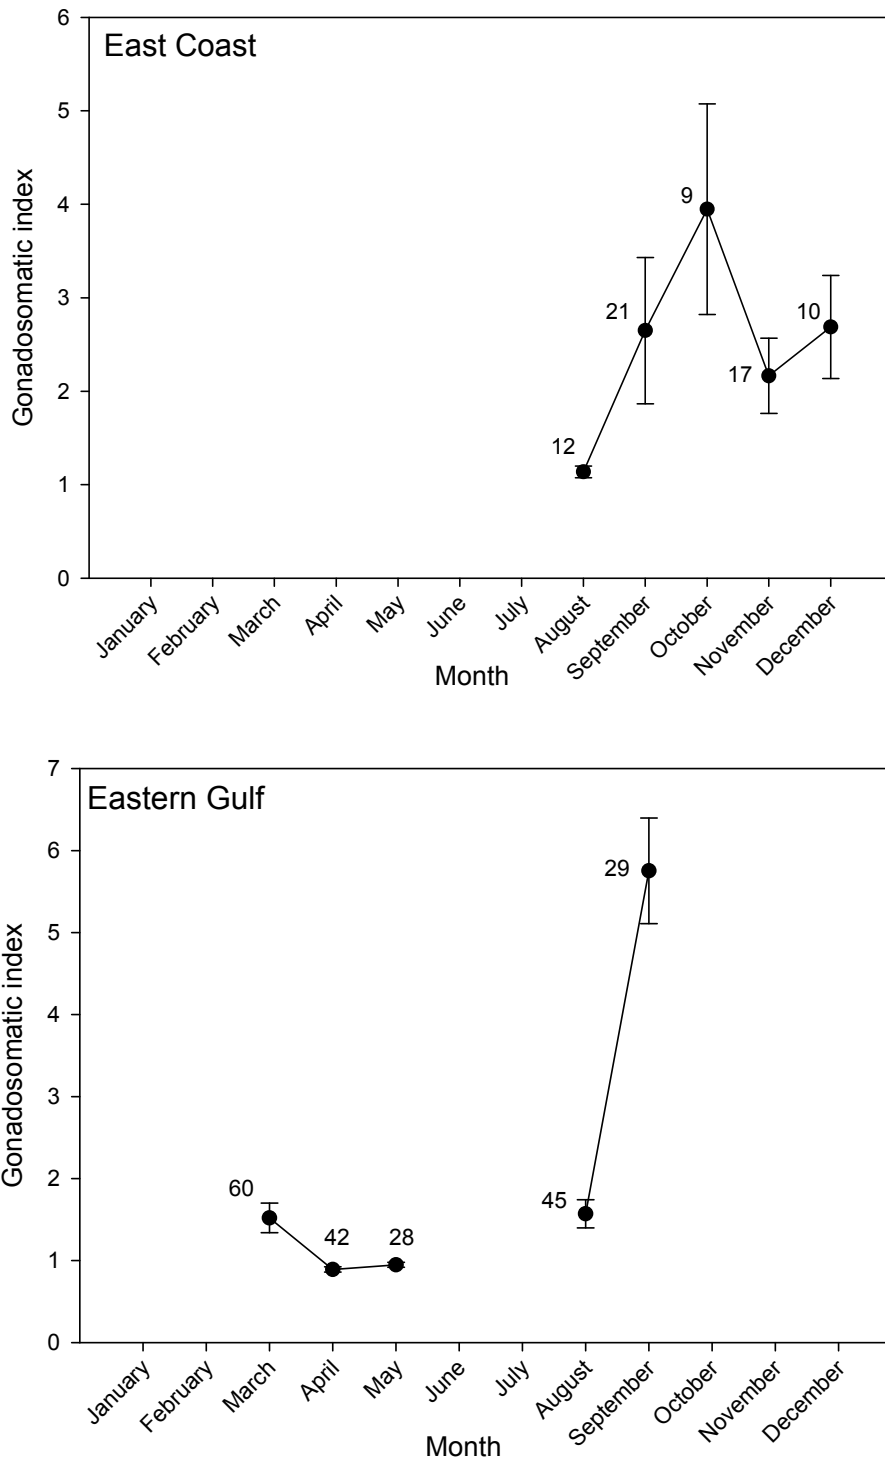 East Coast
Gonadosomatic index
6
5
4
3
2
1
0
9
21
10
17
12
January
February
March
April
May
June
July
August
September
October
November
December
Month
Eastern Gulf
Gonadosomatic index
7
6
5
4
3
2
1
0
29
60
45
42
28
January
February
March
April
May
June
July
August
September
October
November
December
Month